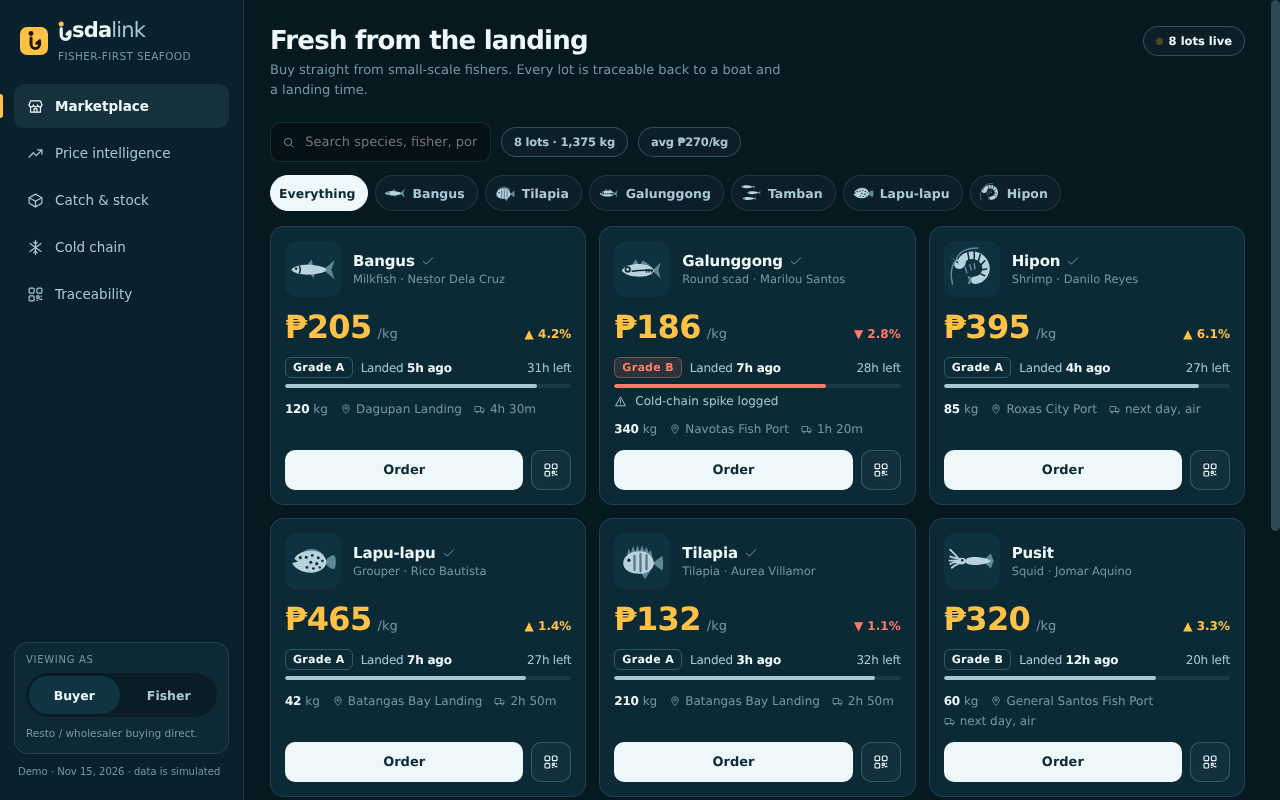 isdalink
FISHER-FIRST SEAFOOD
Marketplace
Price intelligence
Catch & stock
Cold chain
Traceability
VIEWING AS
Buyer
Fisher
Resto / wholesaler buying direct.
Demo · Nov 15, 2026 · data is simulated
Fresh from the landing
8 lots live
Buy straight from small-scale fishers. Every lot is traceable back to a boat and
a landing time.
Search species, fisher, por
8 lots · 1,375 kg
avg ₱270/kg
Everything
Bangus
Tilapia
Galunggong
Tamban
Lapu-lapu
Hipon
Bangus
Milkfish · Nestor Dela Cruz
₱205 /kg
▲ 4.2%
Grade A Landed 5h ago 31h left
120 kg Dagupan Landing 4h 30m
Order
Galunggong
Round scad · Marilou Santos
₱186 /kg
▼ 2.8%
Grade B Landed 7h ago 28h left
Cold-chain spike logged
340 kg Navotas Fish Port 1h 20m
Order
Hipon
Shrimp · Danilo Reyes
₱395 /kg
▲ 6.1%
Grade A Landed 4h ago 27h left
85 kg Roxas City Port next day, air
Order
Lapu-lapu
Grouper · Rico Bautista
₱465 /kg
▲ 1.4%
Grade A Landed 7h ago 27h left
42 kg Batangas Bay Landing 2h 50m
Order
Tilapia
Tilapia · Aurea Villamor
₱132 /kg
▼ 1.1%
Grade A Landed 3h ago 32h left
210 kg Batangas Bay Landing 2h 50m
Order
Pusit
Squid · Jomar Aquino
₱320 /kg
▲ 3.3%
Grade B Landed 12h ago 20h left
60 kg General Santos Fish Port
next day, air
Order